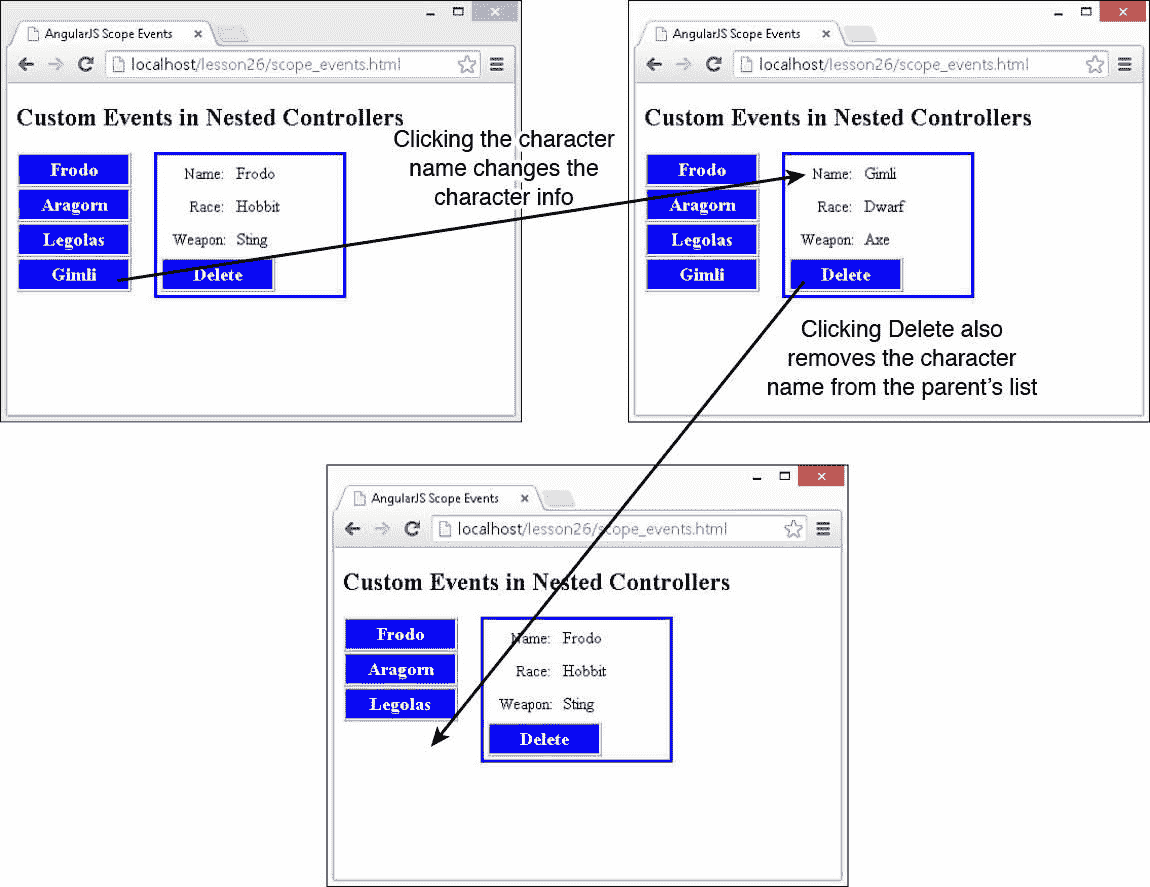 AngularJS Scope Events
localhost/lesson26/scope_events.html
Custom Events in Nested Controllers
Frodo
Aragorn
Legolas
Gimli
Name: Frodo
Race: Hobbit
Weapon: Sting
Delete
Clicking the character
name changes the
character info
AngularJS Scope Events
localhost/lesson26/scope_events.html
Custom Events in Nested Controllers
Frodo
Aragorn
Legolas
Gimli
Name: Gimli
Race: Dwarf
Weapon: Axe
Delete
Clicking Delete also
removes the character
name from the parent’s list
AngularJS Scope Events
localhost/lesson26/scope_events.html
Custom Events in Nested Controllers
Frodo
Aragorn
Legolas
Name: Frodo
Race: Hobbit
Weapon: Sting
Delete